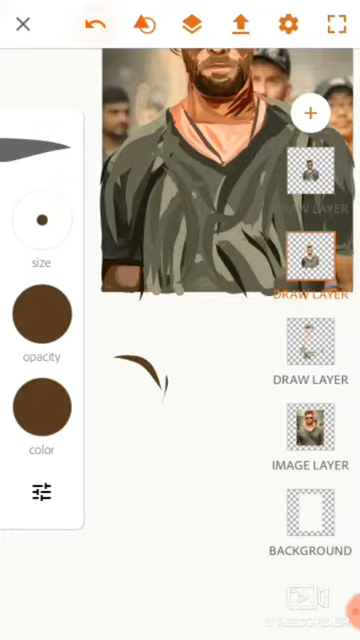 size
opacity
color
DRAW LAYER
DRAW LAYER
DRAW LAYER
IMAGE LAYER
BACKGROUND